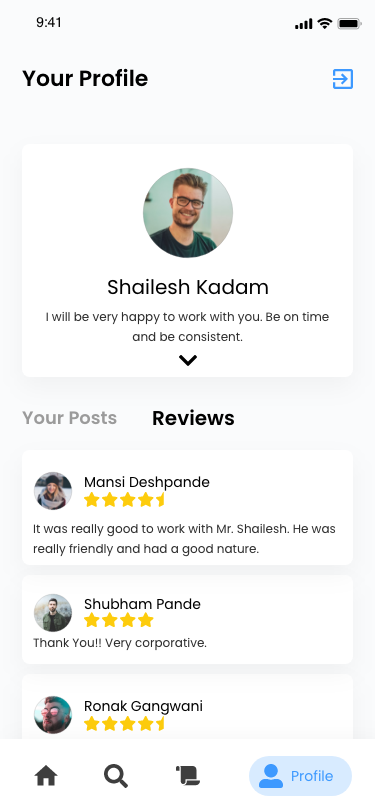 9:41
Your Profile
Shailesh Kadam
I will be very happy to work with you. Be on time
and be consistent.
Your Posts Reviews
Mansi Deshpande
It was really good to work with Mr. Shailesh. He was
really friendly and had a good nature.
Shubham Pande
Thank You!! Very corporative.
Ronak Gangwani
Profile